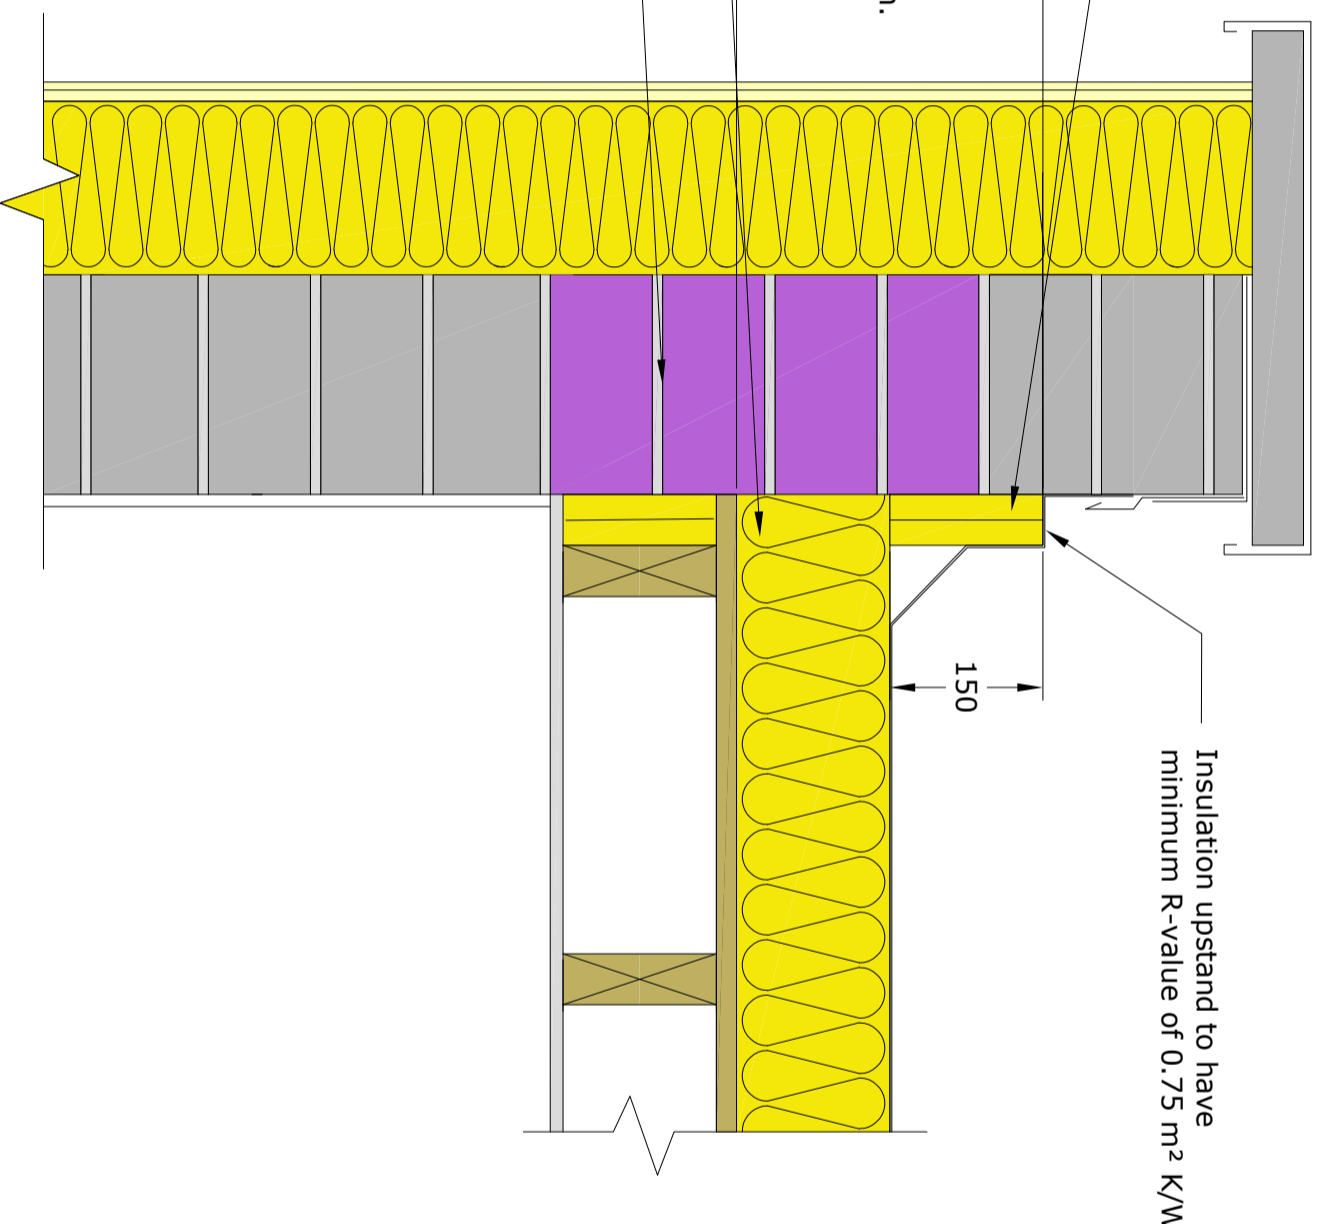 150
Insulation upstand to have
minimum R-value of 0.75 m² K/W